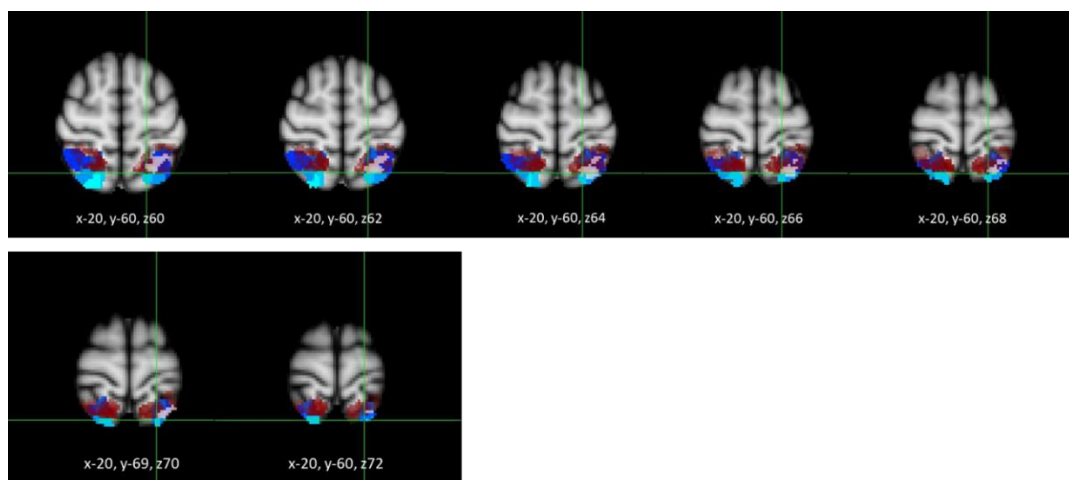 x-20, y-60, z60
x-20, y-60, z62
x-20, y-60, z64
x-20, y-60, z66
x-20, y-60, z68
x-20, y-69, z70
x-20, y-60, z72